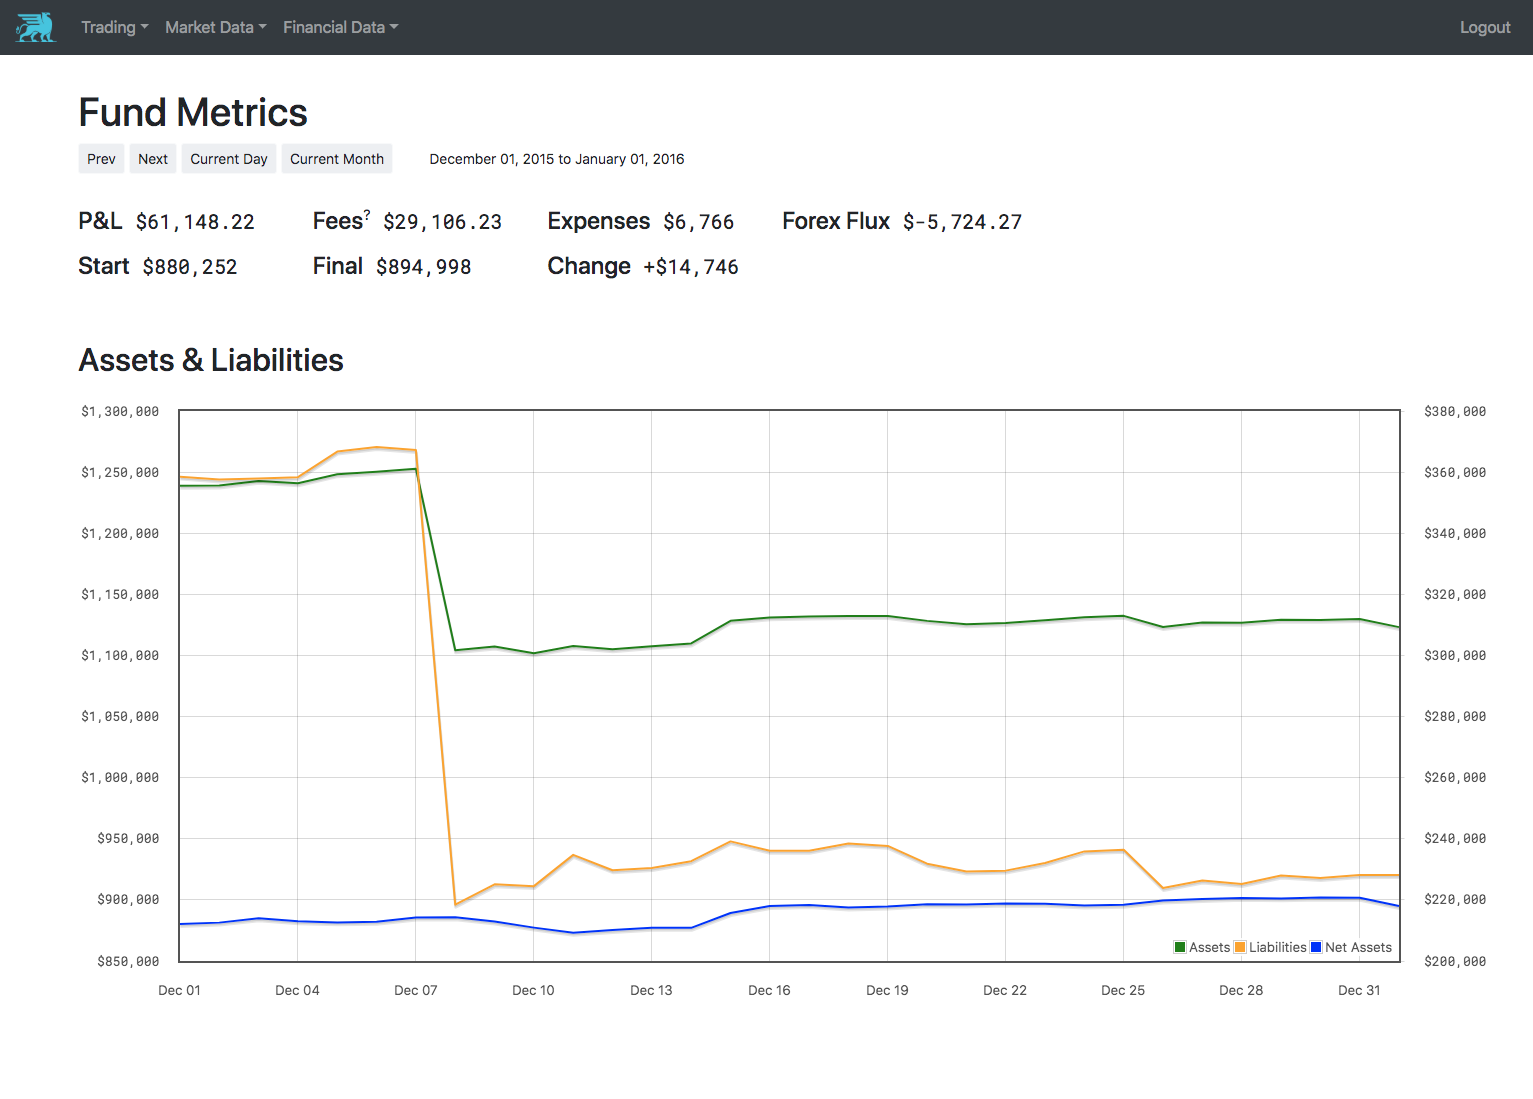 Trading Market Data Financial Data Logout
Fund Metrics
Prev Next Current Day Current Month December 01, 2015 to January 01, 2016
P&L $61,148.22 Fees? $29,106.23 Expenses $6,766 Forex Flux $-5,724.27
Start $880,252 Final $894,998 Change +$14,746
Assets & Liabilities
$1,300,000 $380,000
$1,250,000 $360,000
$1,200,000 $340,000
$1,150,000 $320,000
$1,100,000 $300,000
$1,050,000 $280,000
$1,000,000 $260,000
$950,000 $240,000
$900,000 $220,000
Assets Liabilities Net Assets
$850,000 $200,000
Dec 01 Dec 04 Dec 07 Dec 10 Dec 13 Dec 16 Dec 19 Dec 22 Dec 25 Dec 28 Dec 31